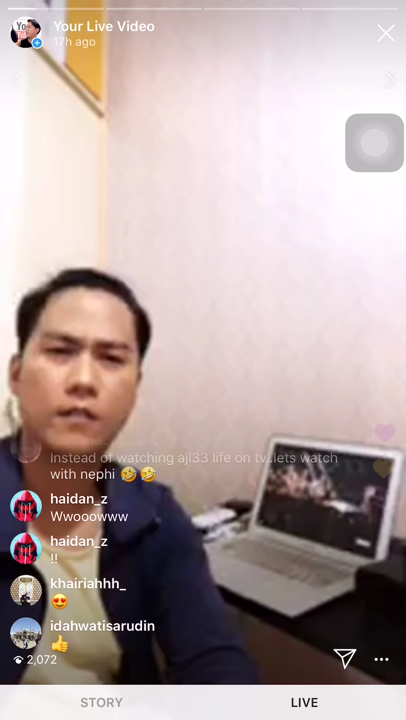 Yo
Your Live Video
17h ago
Instead of watching ajl33 life on tv..lets watch
with nephi 🤣 🤣
haidan_z
Wwooowww
haidan_z
!!
khairiahhh_
😍
idahwatisarudin
👍
2,072
STORY LIVE